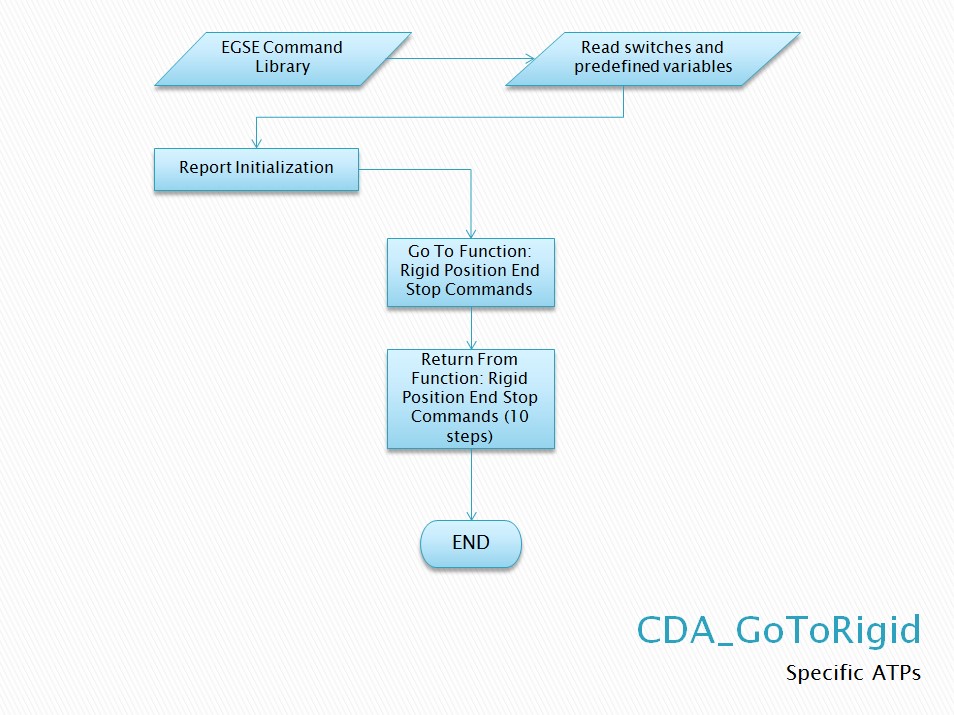 EGSE Command
Library
Read switches and
predefined variables
Report Initialization
Go To Function:
Rigid Position End
Stop Commands
Return From
Function: Rigid
Position End Stop
Commands (10
steps)
END
CDA_GoToRigid
Specific ATPs